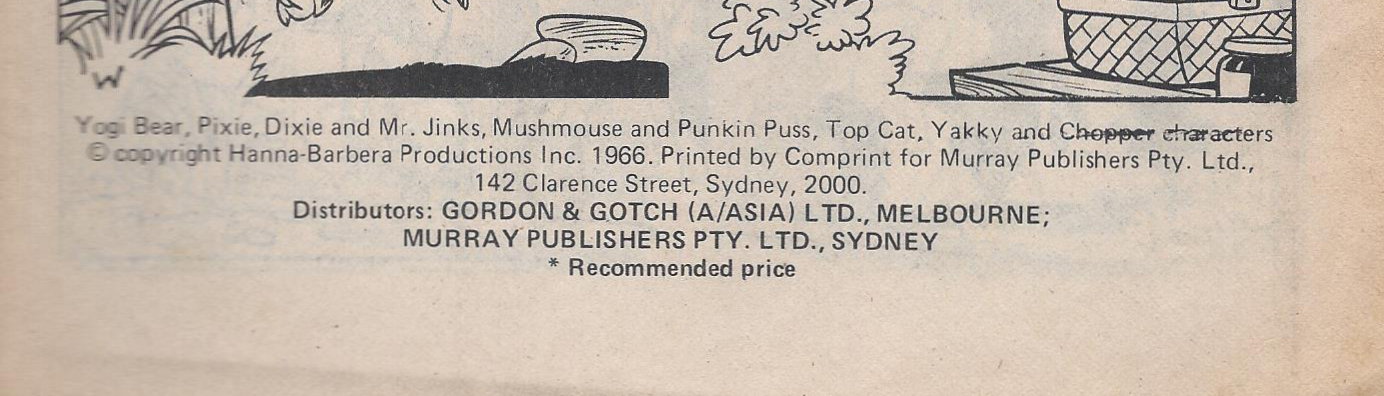 Yogi Bear, Pixie, Dixie and Mr. Jinks, Mushmouse and Punkin Puss, Top Cat, Yakky and Chopper characters
© copyright Hanna-Barbera Productions Inc. 1966. Printed by Comprint for Murray Publishers Pty. Ltd.,
142 Clarence Street, Sydney, 2000.
Distributors: GORDON & GOTCH (A/ASIA) LTD., MELBOURNE;
MURRAY PUBLISHERS PTY. LTD., SYDNEY
* Recommended price